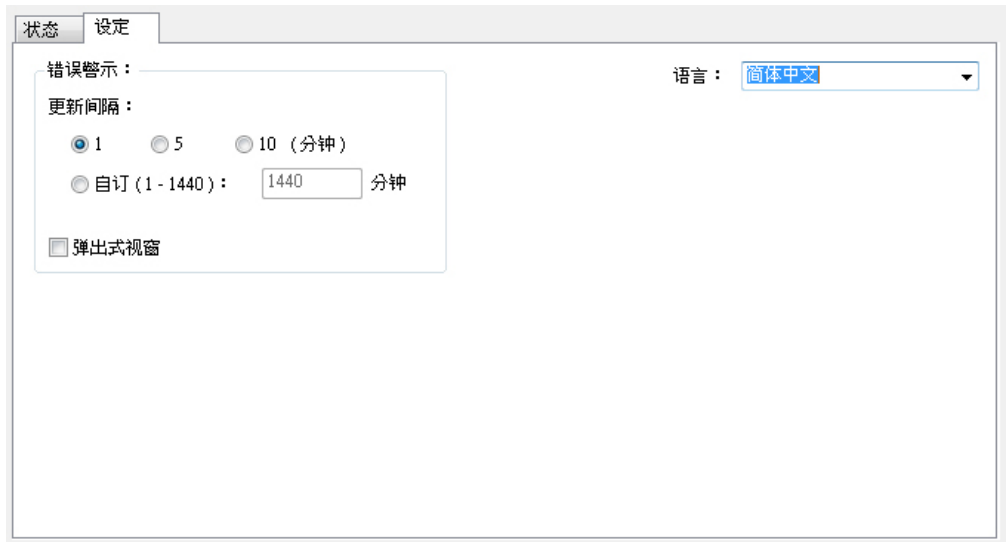 状态 设定
错误警示：
语言： 简体中文
更新间隔：
1 5 10 (分钟)
自订(1-1440)： 1440 分钟
弹出式视窗